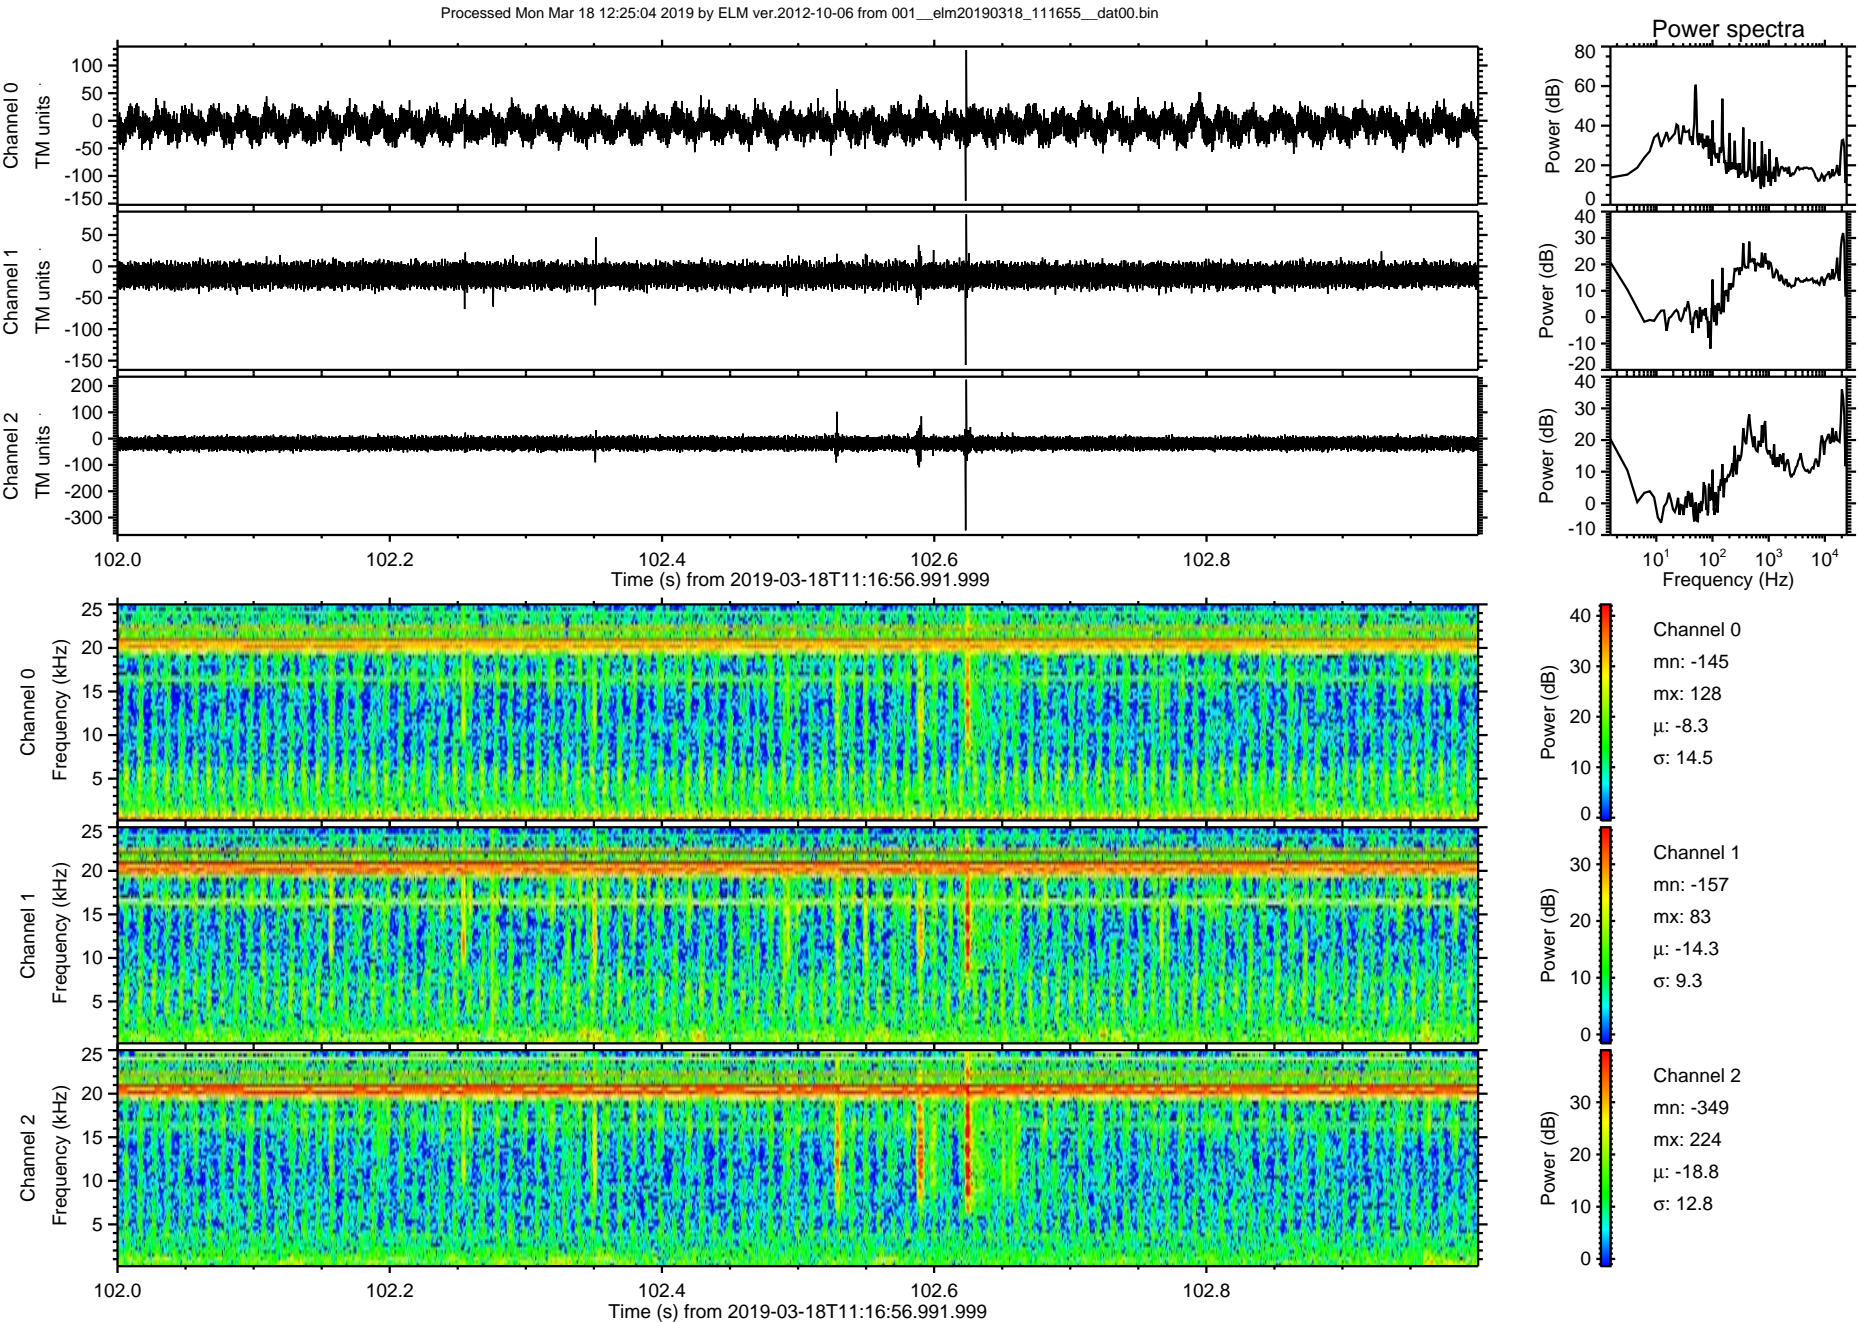 Processed Mon Mar 18 12:25:04 2019 by ELM ver.2012-10-06 from 001__elm20190318_111655__dat00.bin
Power spectra
Channel 0
TM units
100
50
0
-50
-100
-150
Power (dB)
80
60
40
20
0
Channel 1
TM units
50
0
-50
-100
-150
Power (dB)
40
30
20
10
0
-10
-20
Channel 2
TM units
200
100
0
-100
-200
-300
Power (dB)
40
30
20
10
0
-10
102.0 102.2 102.4 102.6 102.8
Time (s) from 2019-03-18T11:16:56.991.999
10¹ 10² 10³ 10⁴
Frequency (Hz)
Channel 0
Frequency (kHz)
25
20
15
10
5
Power (dB)
40
30
20
10
0
Channel 0
mn: -145
mx: 128
µ: -8.3
σ: 14.5
Channel 1
Frequency (kHz)
25
20
15
10
5
Power (dB)
30
20
10
0
Channel 1
mn: -157
mx: 83
µ: -14.3
σ: 9.3
Channel 2
Frequency (kHz)
25
20
15
10
5
Power (dB)
30
20
10
0
Channel 2
mn: -349
mx: 224
µ: -18.8
σ: 12.8
102.0 102.2 102.4 102.6 102.8
Time (s) from 2019-03-18T11:16:56.991.999